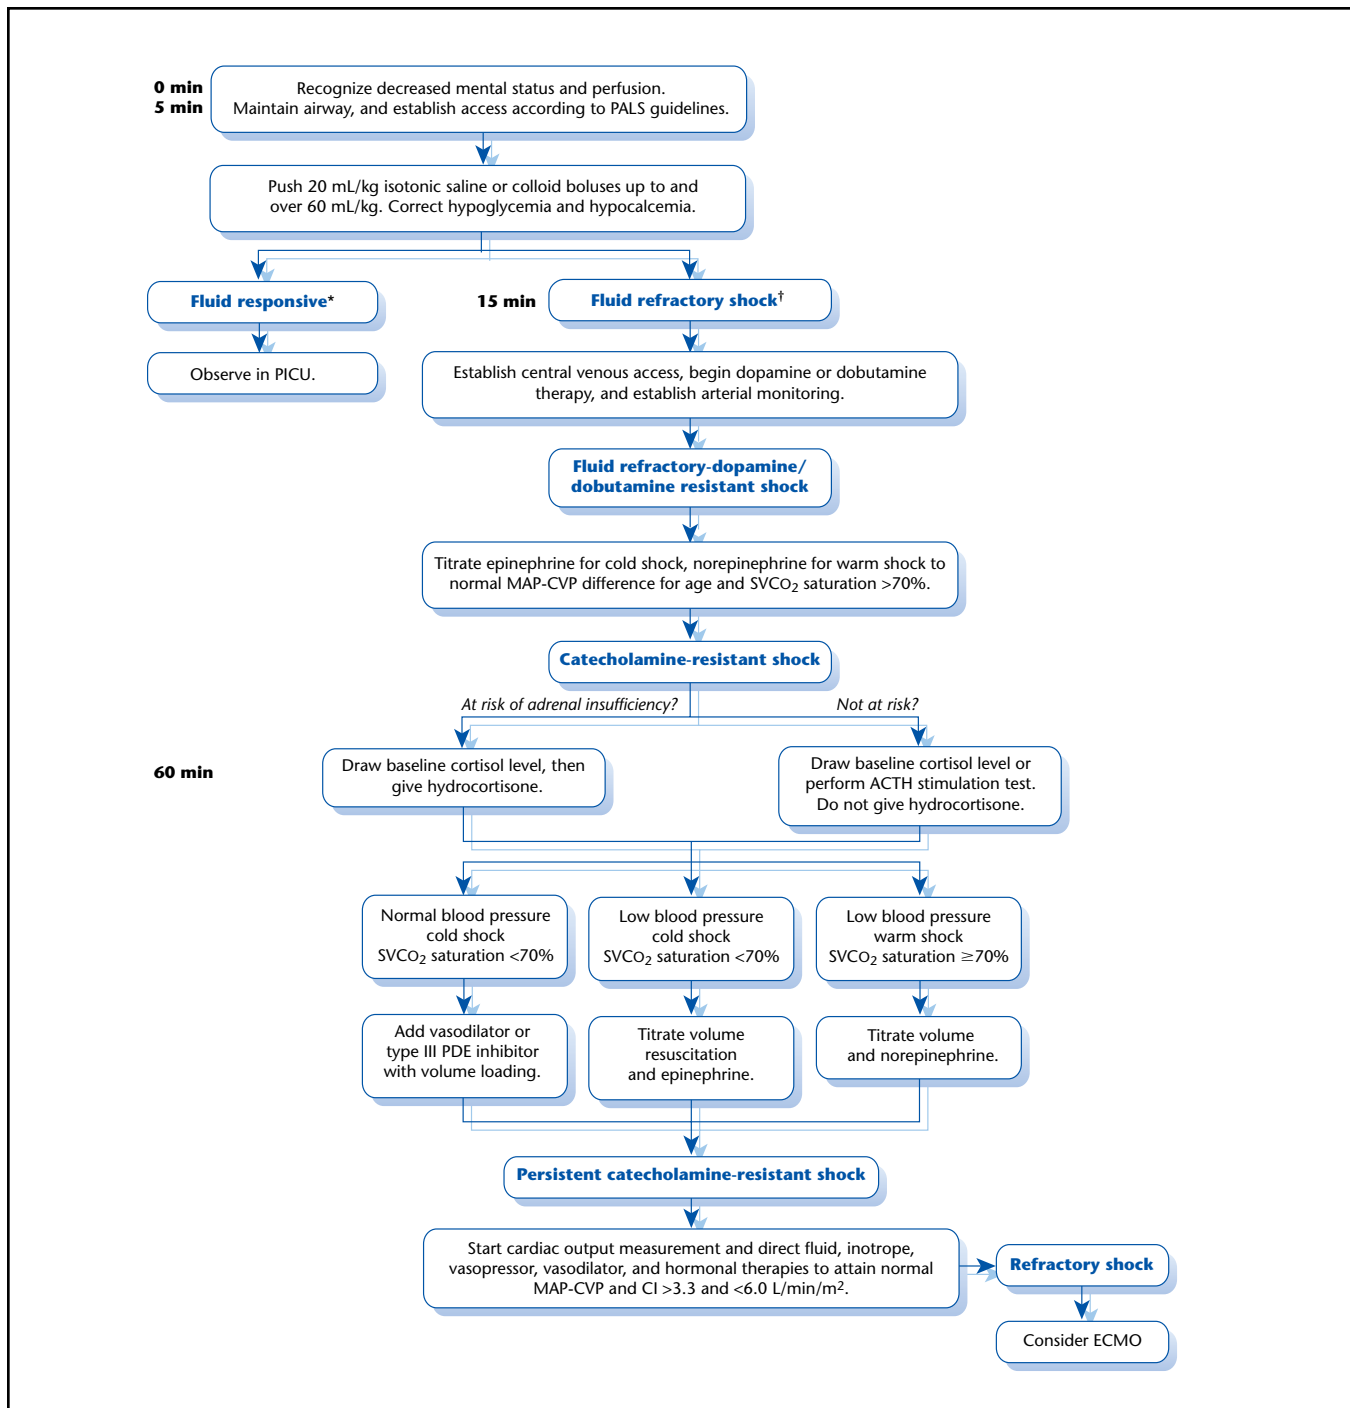 0 min
5 min
Recognize decreased mental status and perfusion.
Maintain airway, and establish access according to PALS guidelines.
Push 20 mL/kg isotonic saline or colloid boluses up to and
over 60 mL/kg. Correct hypoglycemia and hypocalcemia.
Fluid responsive*
15 min
Fluid refractory shock†
Observe in PICU.
Establish central venous access, begin dopamine or dobutamine
therapy, and establish arterial monitoring.
Fluid refractory-dopamine/
dobutamine resistant shock
Titrate epinephrine for cold shock, norepinephrine for warm shock to
normal MAP-CVP difference for age and SVCO₂ saturation >70%.
Catecholamine-resistant shock
At risk of adrenal insufficiency?
Not at risk?
60 min
Draw baseline cortisol level, then
give hydrocortisone.
Draw baseline cortisol level or
perform ACTH stimulation test.
Do not give hydrocortisone.
Normal blood pressure
cold shock
SVCO₂ saturation <70%
Low blood pressure
cold shock
SVCO₂ saturation <70%
Low blood pressure
warm shock
SVCO₂ saturation ≥70%
Add vasodilator or
type III PDE inhibitor
with volume loading.
Titrate volume
resuscitation
and epinephrine.
Titrate volume
and norepinephrine.
Persistent catecholamine-resistant shock
Start cardiac output measurement and direct fluid, inotrope,
vasopressor, vasodilator, and hormonal therapies to attain normal
MAP-CVP and CI >3.3 and <6.0 L/min/m².
Refractory shock
Consider ECMO